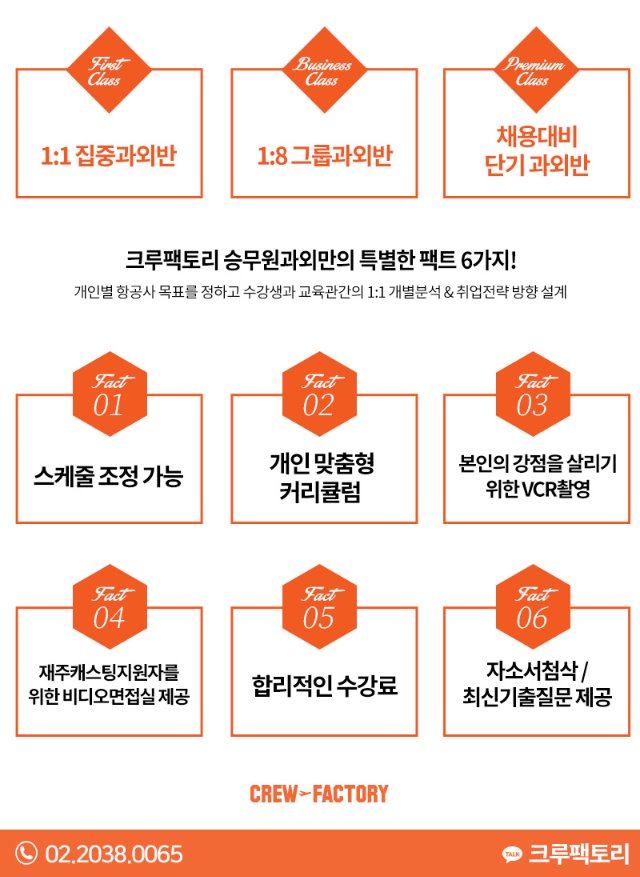 First
Class
1:1 집중과외반
Business
Class
1:8 그룹과외반
Premium
Class
채용대비
단기 과외반
크루팩토리 승무원과외만의 특별한 팩트 6가지!
개인별 항공사 목표를 정하고 수강생과 교육관간의 1:1 개별분석 & 취업전략 방향 설계
Fact
01
스케줄 조정 가능
Fact
02
개인 맞춤형
커리큘럼
Fact
03
본인의 강점을 살리기
위한 VCR촬영
Fact
04
재주캐스팅지원자를
위한 비디오면접실 제공
Fact
05
합리적인 수강료
Fact
06
자소서첨삭 /
최신기출질문 제공
CREW FACTORY
02.2038.0065
TALK 크루팩토리